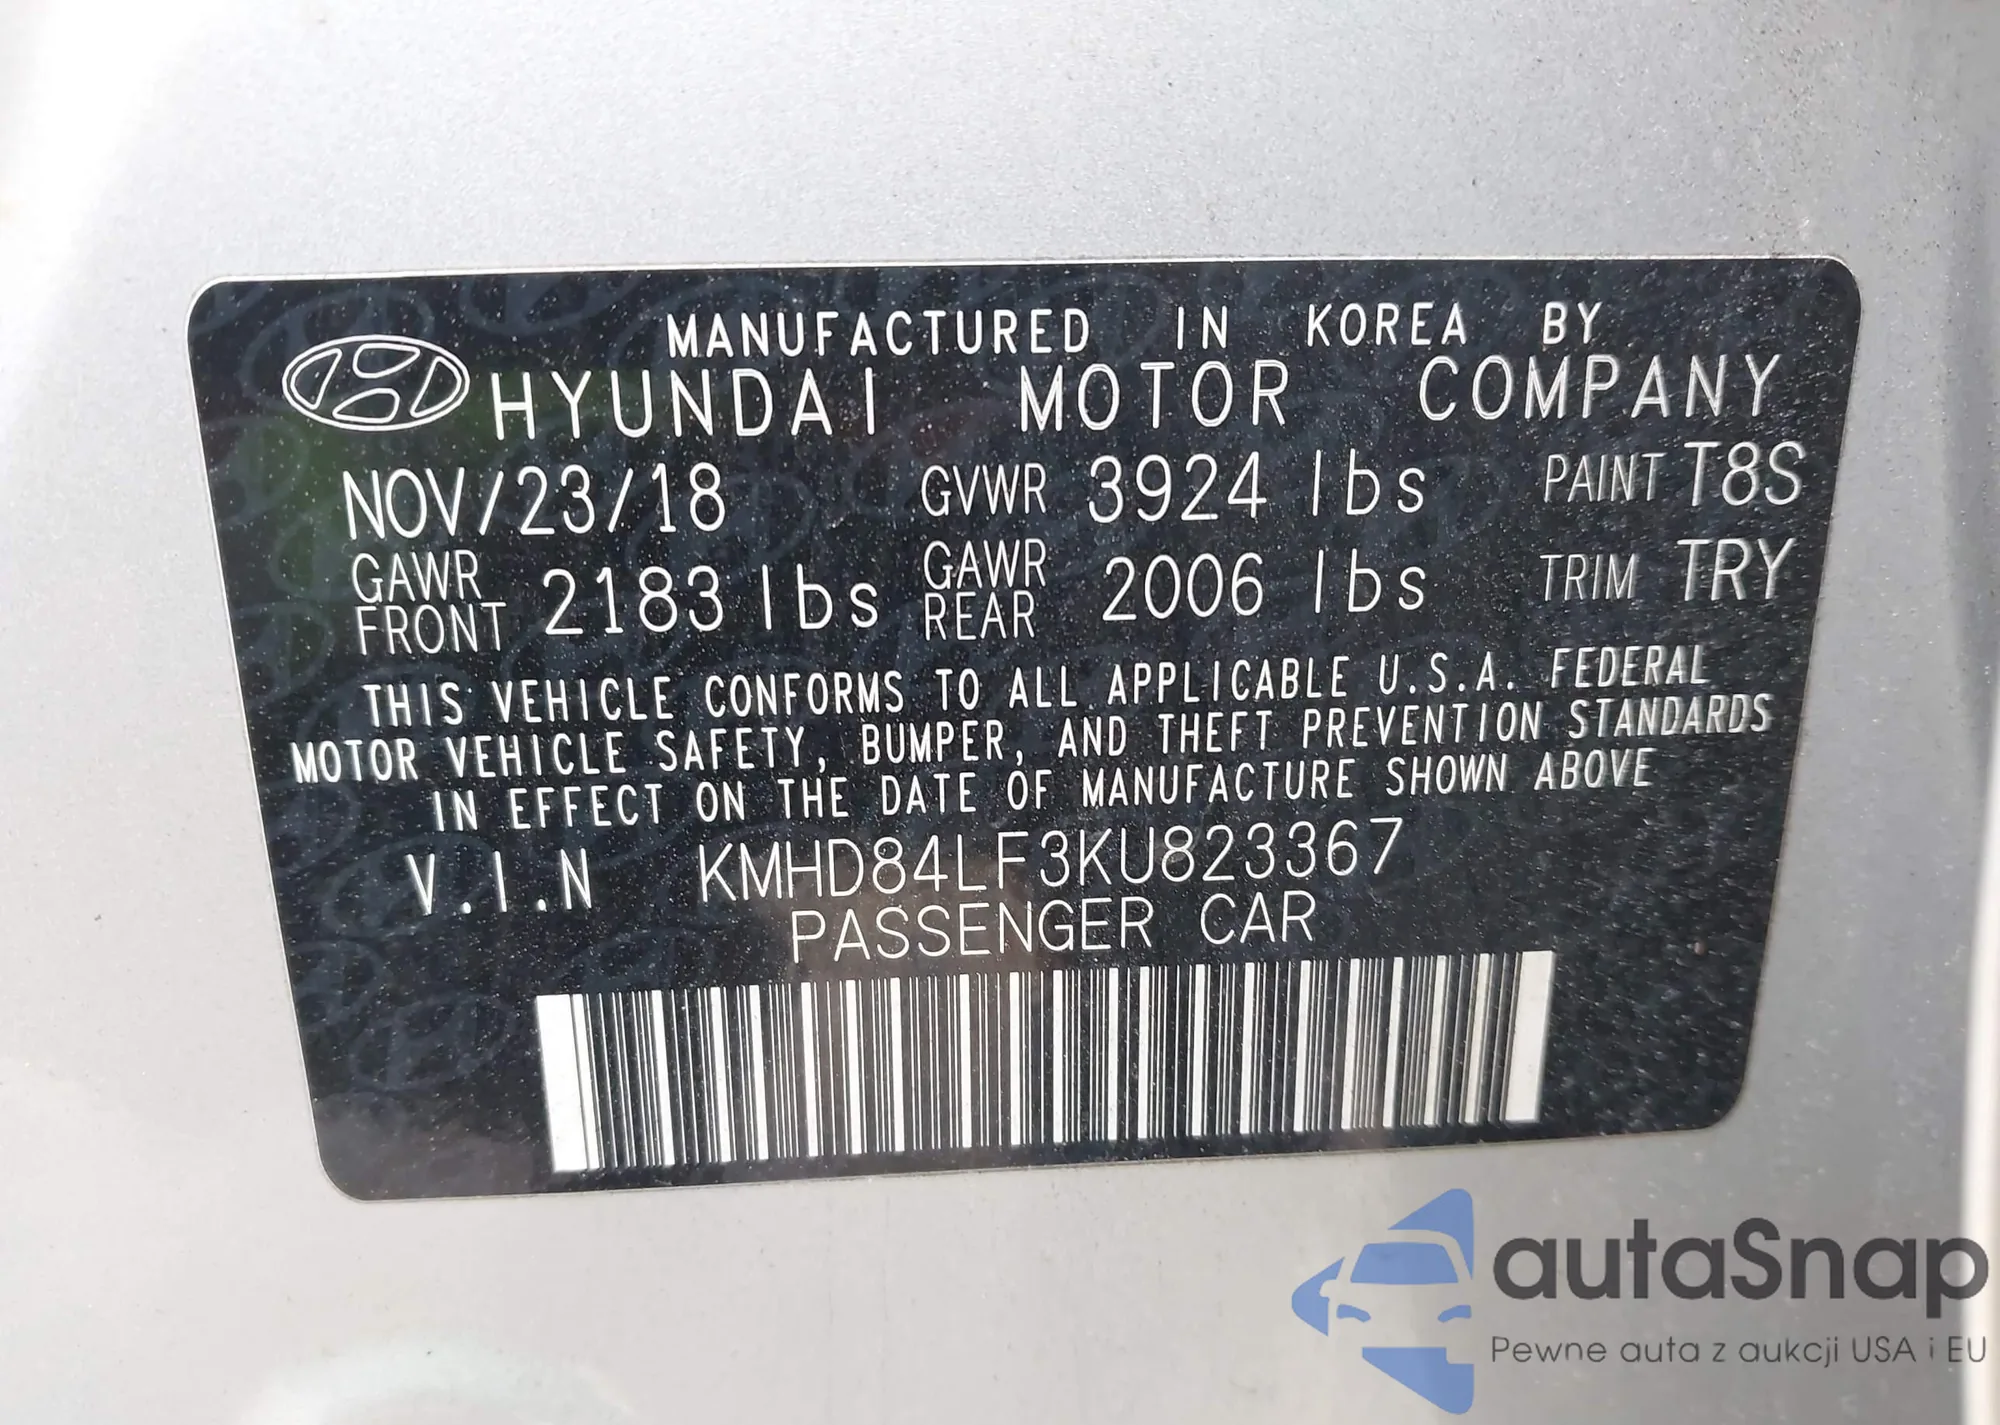 MANUFACTURED IN KOREA BY
HYUNDAI MOTOR COMPANY
NOV/23/18 GVWR 3924 lbs PAINT T8S
GAWR FRONT 2183 lbs GAWR REAR 2006 lbs TRIM TRY
THIS VEHICLE CONFORMS TO ALL APPLICABLE U.S.A. FEDERAL
MOTOR VEHICLE SAFETY, BUMPER, AND THEFT PREVENTION STANDARDS
IN EFFECT ON THE DATE OF MANUFACTURE SHOWN ABOVE
V.I.N KMHD84LF3KU823367
PASSENGER CAR
autaSnap
Pewne auta z aukcji USA i EU